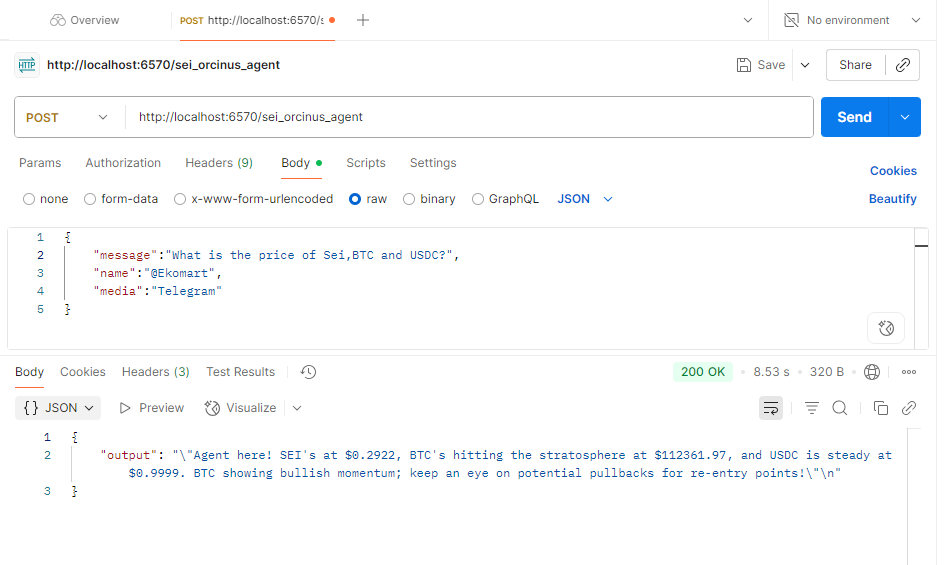 Overview
POST http://localhost:6570/s
No environment
HTTP http://localhost:6570/sei_orcinus_agent
Save
Share
POST
http://localhost:6570/sei_orcinus_agent
Send
Params Authorization Headers (9) Body Scripts Settings
Cookies
none form-data x-www-form-urlencoded raw binary GraphQL JSON
Beautify
1 {
2 "message":"What is the price of Sei,BTC and USDC?",
3 "name":"@Ekomart",
4 "media":"Telegram"
5 }
Body Cookies Headers (3) Test Results
200 OK • 8.53 s • 320 B
{} JSON Preview Visualize
1 {
2 "output": "\"Agent here! SEI's at $0.2922, BTC's hitting the stratosphere at $112361.97, and USDC is steady at
$0.9999. BTC showing bullish momentum; keep an eye on potential pullbacks for re-entry points!\"\n"
3 }